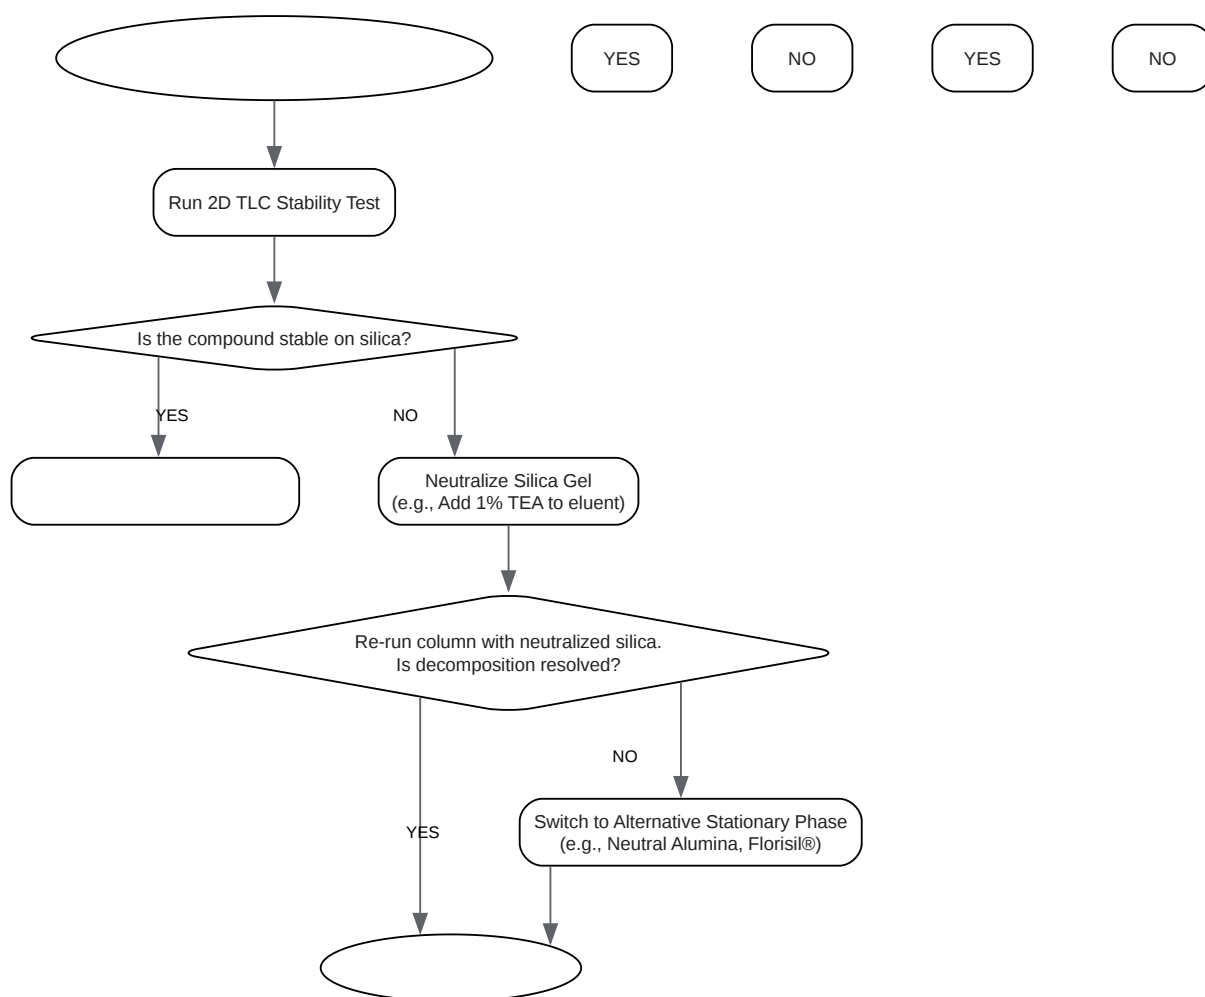 YES
NO
YES
NO
Run 2D TLC Stability Test
Is the compound stable on silica?
YES
NO
Neutralize Silica Gel
(e.g., Add 1% TEA to eluent)
Re-run column with neutralized silica.
Is decomposition resolved?
NO
Switch to Alternative Stationary Phase
(e.g., Neutral Alumina, Florisil®)
YES